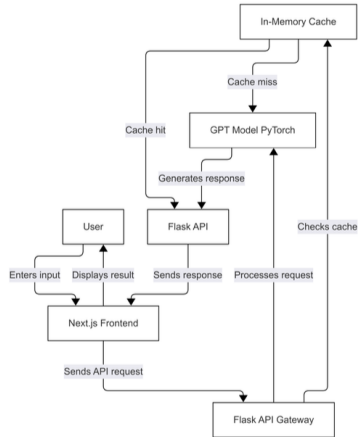 In-Memory Cache
Cache miss
Cache hit
GPT Model PyTorch
Generates response
User
Flask API
Checks cache
Enters input
Displays result
Sends response
Processes request
Next.js Frontend
Sends API request
Flask API Gateway